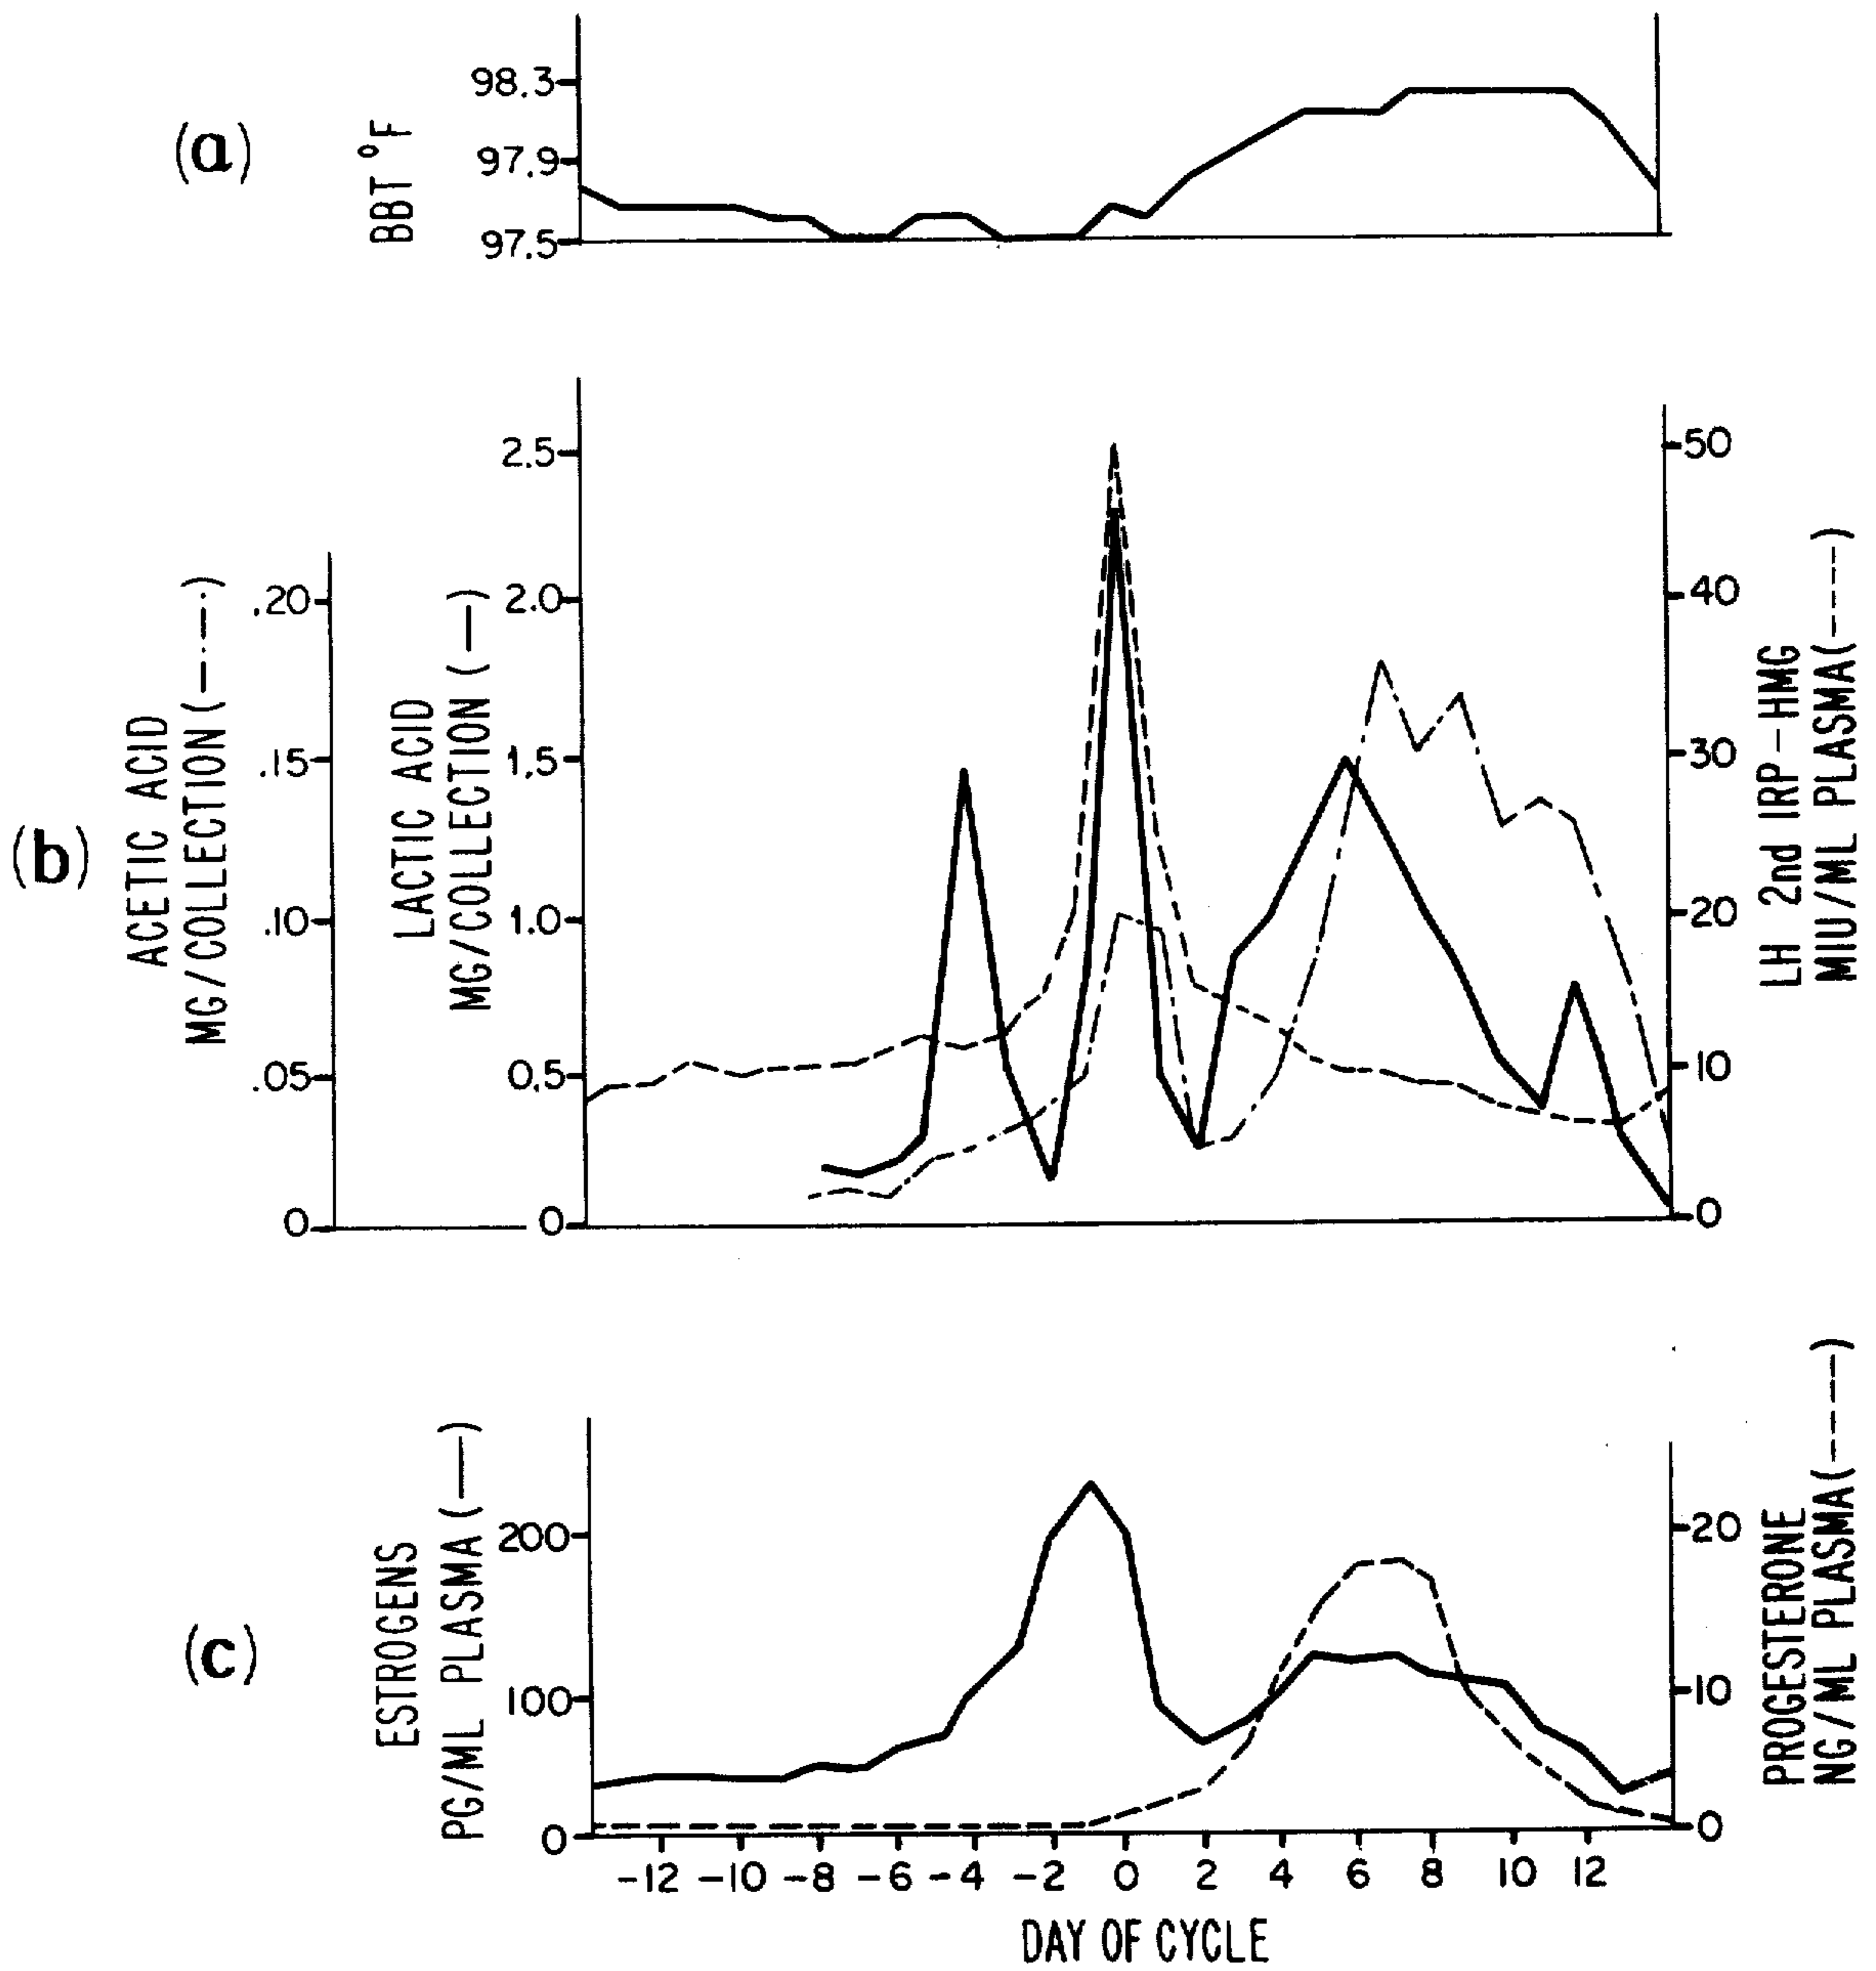 (a)
BBT °F
98.3
97.9
97.5
(b)
ACETIC ACID
MG/COLLECTION (—·—·—)
.20
.15
.10
.05
0
LACTIC ACID
MG/COLLECTION (—)
2.5
2.0
1.5
1.0
0.5
0
50
40
30
20
10
0
LH 2nd IRP-HMG
MIU/ML PLASMA (-----)
(c)
ESTROGENS
PG/ML PLASMA (—)
200
100
0
20
10
0
PROGESTERONE
NG/ML PLASMA (-----)
-12 -10 -8 -6 -4 -2 0 2 4 6 8 10 12
DAY OF CYCLE